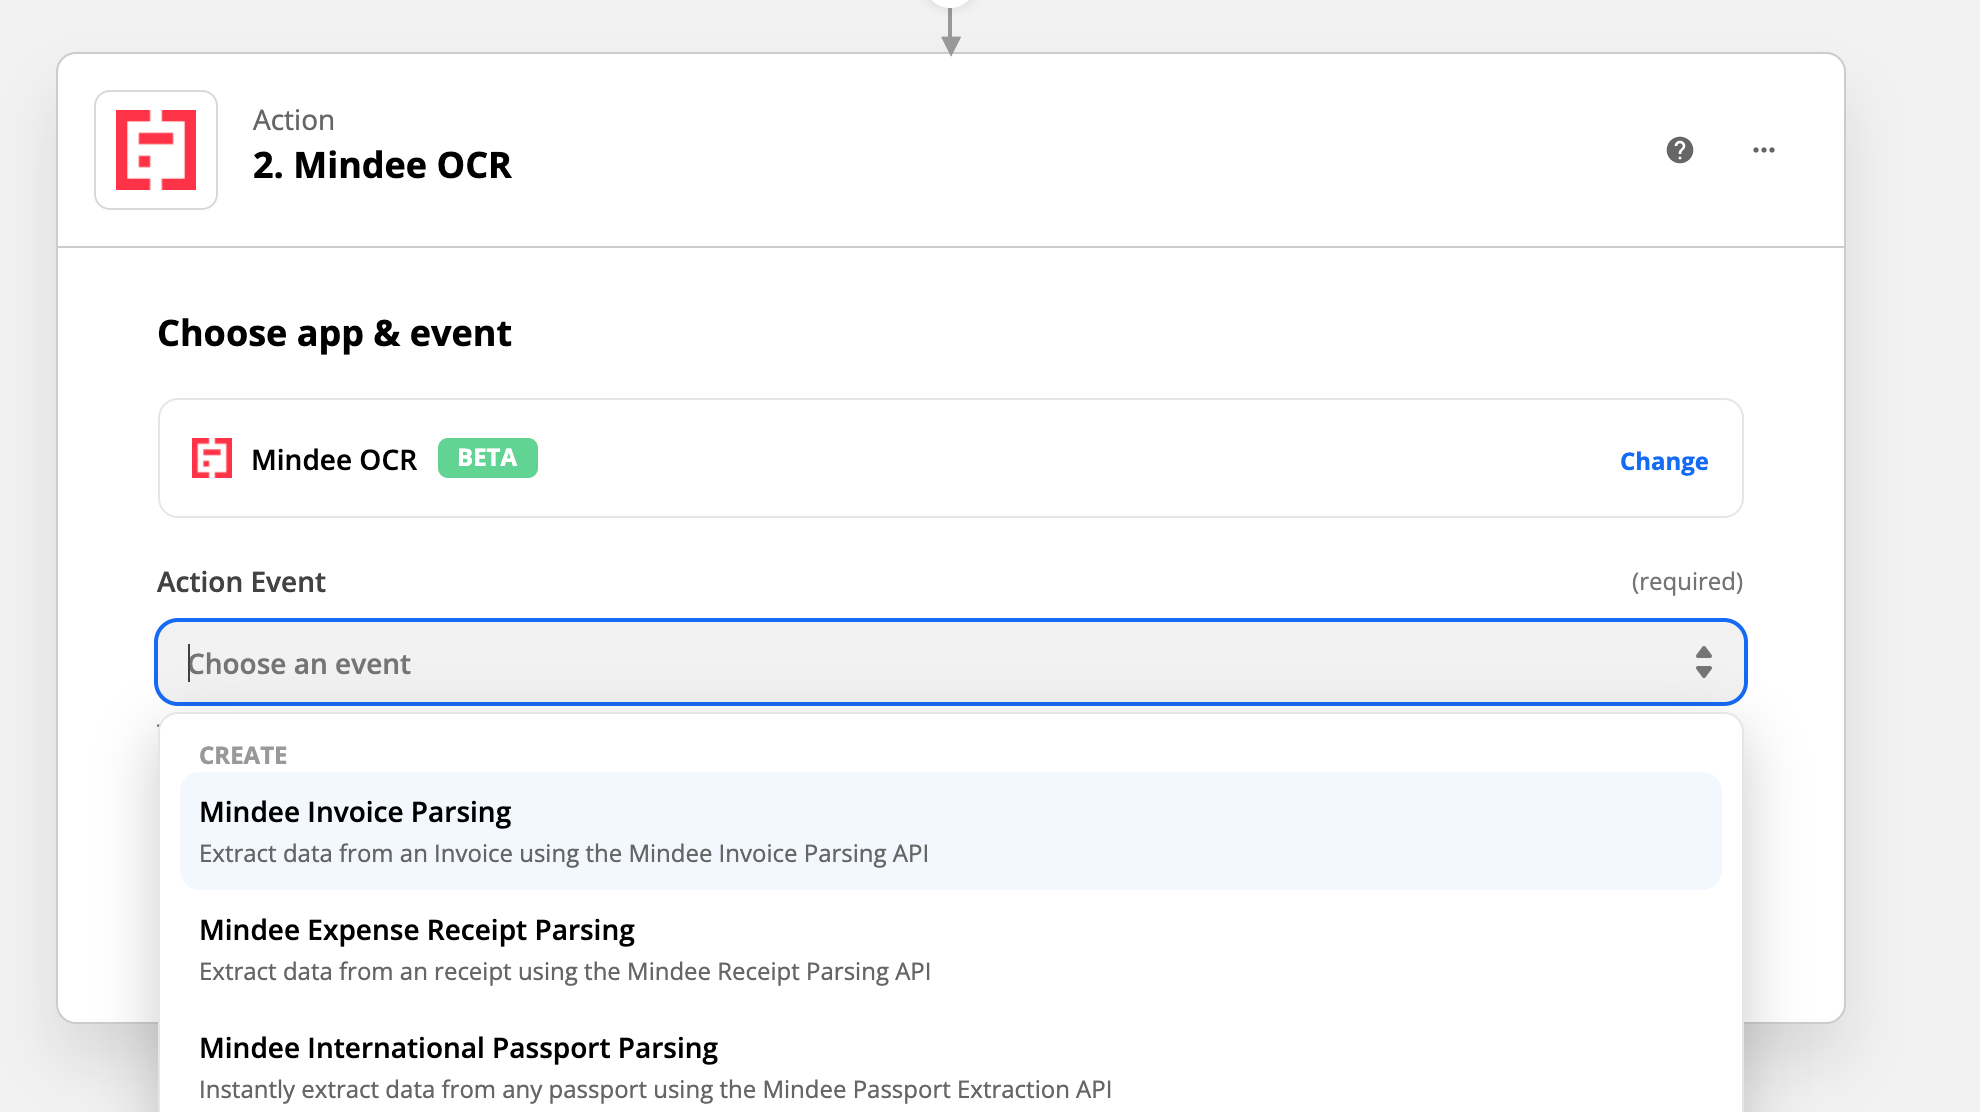 Action
2. Mindee OCR
Choose app & event
Mindee OCR BETA Change
Action Event (required)
Choose an event
CREATE
Mindee Invoice Parsing
Extract data from an Invoice using the Mindee Invoice Parsing API
Mindee Expense Receipt Parsing
Extract data from an receipt using the Mindee Receipt Parsing API
Mindee International Passport Parsing
Instantly extract data from any passport using the Mindee Passport Extraction API